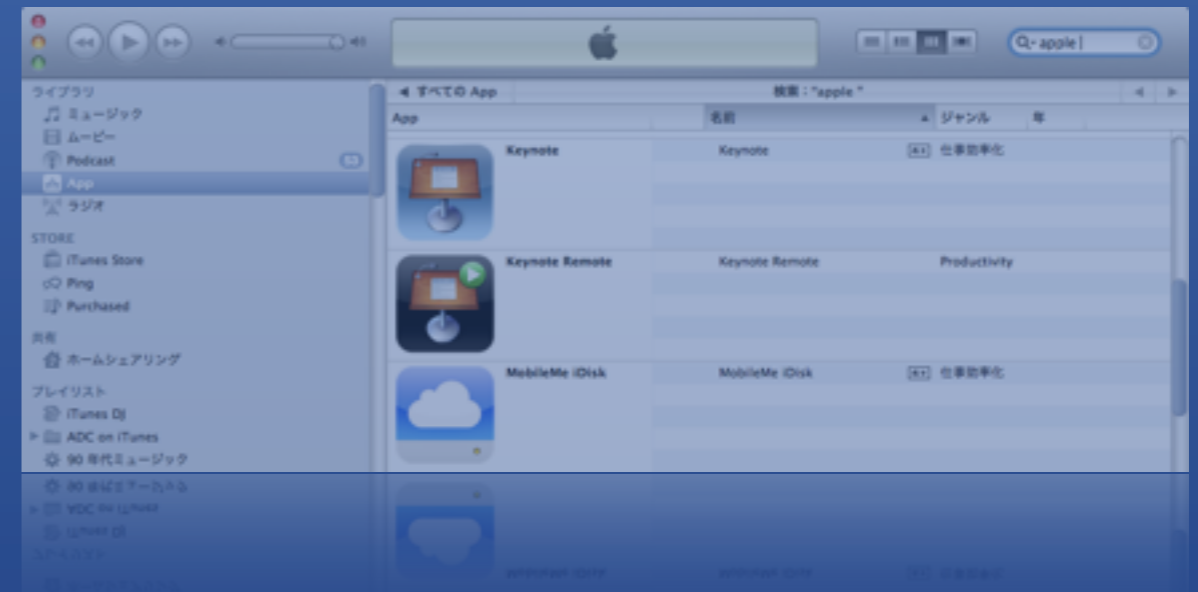 apple
ライブラリ
ミュージック
ムービー
Podcast
App
ラジオ
STORE
iTunes Store
Ping
Purchased
共有
ホームシェアリング
プレイリスト
iTunes DJ
ADC on iTunes
90 年代ミュージック
すべての App
検索："apple "
App 名前 ジャンル 年
Keynote Keynote 仕事効率化
Keynote Remote Keynote Remote Productivity
MobileMe iDisk MobileMe iDisk 仕事効率化